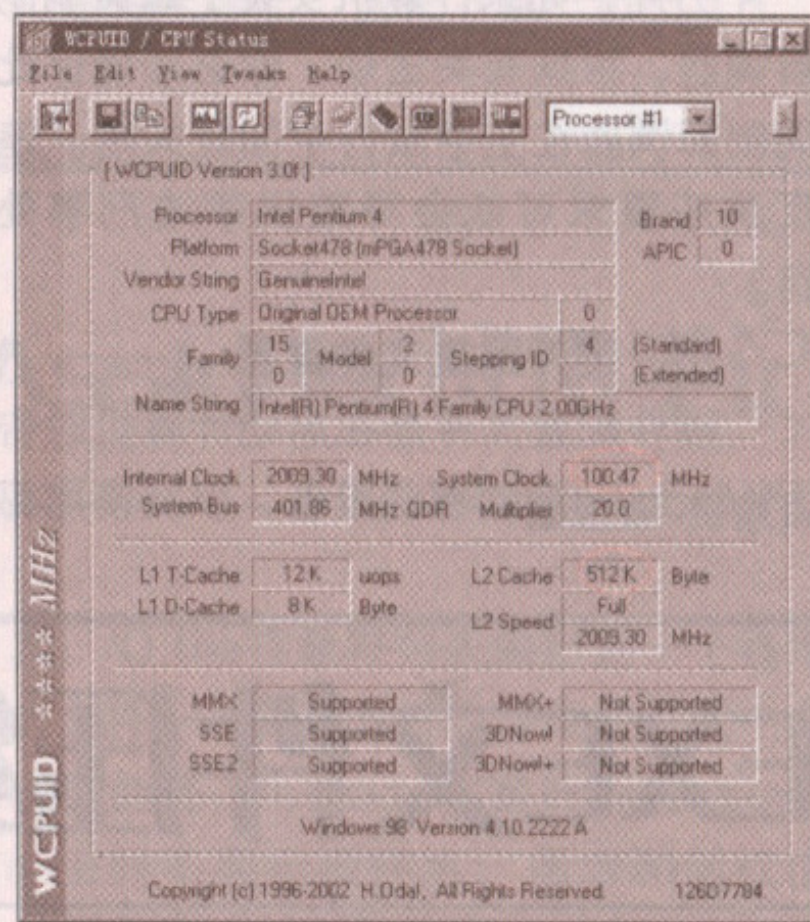 WCPUID / CPU Status
File Edit View Tweaks Help
Processor #1
[ WCPUID Version 3.0f ]
Processor Intel Pentium 4 Brand 10
Platform Socket478 (mPGA478 Socket) APIC 0
Vendor String GenuineIntel
CPU Type Original OEM Processor 0
Family 15 Model 2 Stepping ID 4 (Standard)
0 0 (Extended)
Name String Intel(R) Pentium(R) 4 Family CPU 2.00GHz
Internal Clock 2009.30 MHz System Clock 100.47 MHz
System Bus 401.86 MHz QDR Multiplier 20.0
L1 T-Cache 12 K uops L2 Cache 512 K Byte
L1 D-Cache 8 K Byte L2 Speed Full
2009.30 MHz
MMX Supported MMX+ Not Supported
SSE Supported 3DNow! Not Supported
SSE2 Supported 3DNow!+ Not Supported
Windows 98 Version 4.10.2222 A
Copyright (c) 1996-2002 H.Oda!, All Rights Reserved. 1260:7784
WCPUID **** MHz